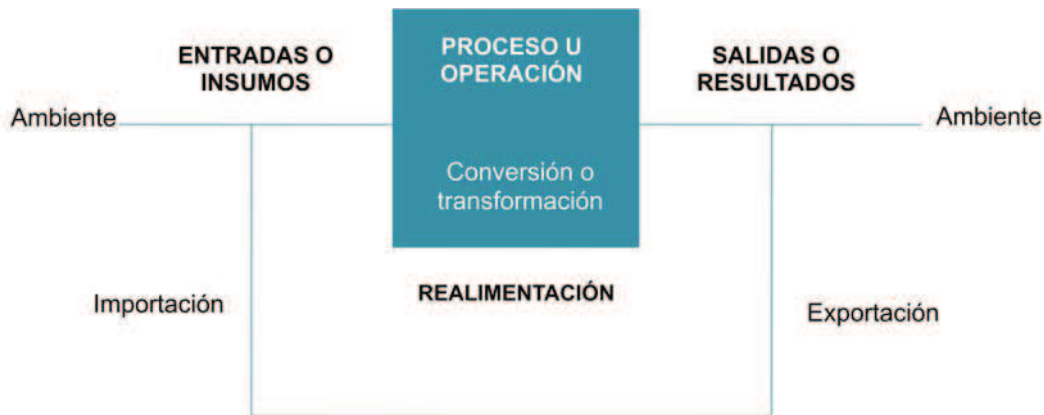 ENTRADAS O
INSUMOS
PROCESO U
OPERACIÓN
SALIDAS O
RESULTADOS
Ambiente
Ambiente
Conversión o
transformación
Importación
REALIMENTACIÓN
Exportación